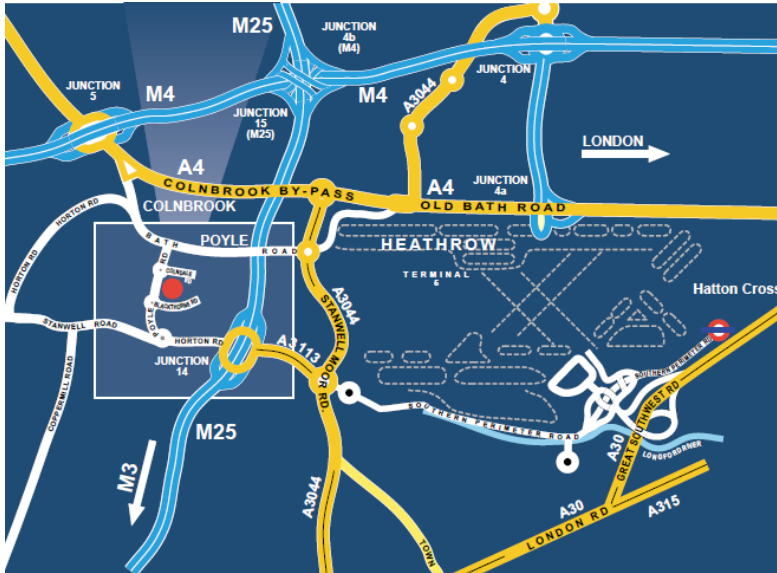 M25
JUNCTION
4b
(M4)
JUNCTION
5
M4
M4
A3044
JUNCTION
4
JUNCTION
15
(M25)
LONDON
A4
JUNCTION
4a
COLNBROOK BY-PASS
A4
OLD BATH ROAD
HORTON RD
COLNBROOK
BATH
ROAD
POYLE
HEATHROW
HORTON RD
RD
COLNDALE
RD
TERMINAL
Hatton Cross
BLACKTHORNE RD
POYLE
A3044
STANWELL MOOR RD.
STANWELL ROAD
HORTON RD
A3113
JUNCTION
14
SOUTHERN PERIMETER RD
COPPERMILL ROAD
SOUTHERN PERIMETER ROAD
GREAT SOUTHWEST RD
M25
A30
LONGFORD RIVER
M3
A3044
TOWN
A30
LONDON RD
A315